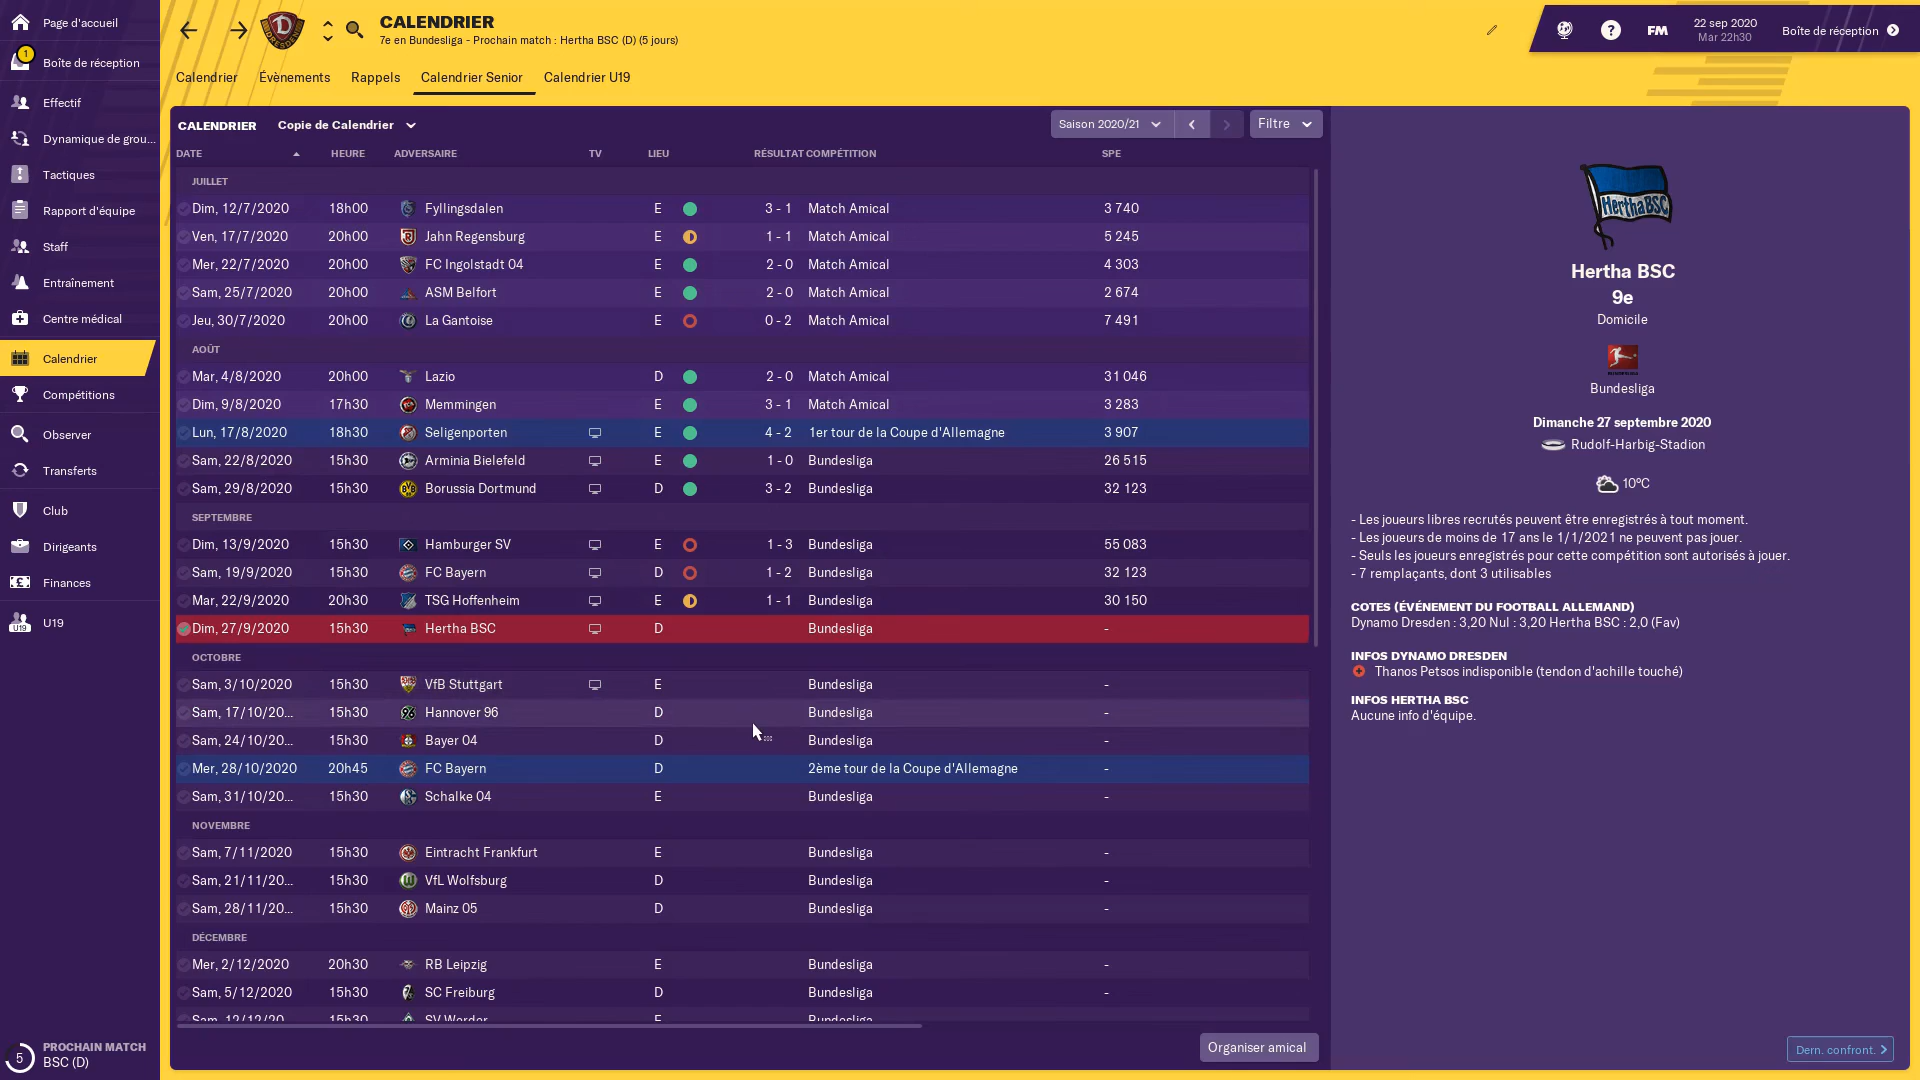 Page d'accueil
1
Boîte de réception
Effectif
Dynamique de grou...
Tactiques
Rapport d'équipe
Staff
Entraînement
Centre médical
Calendrier
Compétitions
Observer
Transferts
Club
Dirigeants
Finances
U19
U19
5
PROCHAIN MATCH
BSC (D)
CALENDRIER
7e en Bundesliga - Prochain match : Hertha BSC (D) (5 jours)
FM
22 sep 2020
Mar 22h30
Boîte de réception
Calendrier Évènements Rappels Calendrier Senior Calendrier U19
CALENDRIER Copie de Calendrier Saison 2020/21 Filtre
DATE HEURE ADVERSAIRE TV LIEU RÉSULTAT COMPÉTITION SPE
JUILLET
Dim, 12/7/2020 18h00 Fyllingsdalen E 3 - 1 Match Amical 3 740
Ven, 17/7/2020 20h00 Jahn Regensburg E 1 - 1 Match Amical 5 245
Mer, 22/7/2020 20h00 FC Ingolstadt 04 E 2 - 0 Match Amical 4 303
Sam, 25/7/2020 20h00 ASM Belfort E 2 - 0 Match Amical 2 674
Jeu, 30/7/2020 20h00 La Gantoise E 0 - 2 Match Amical 7 491
AOÛT
Mar, 4/8/2020 20h00 Lazio D 2 - 0 Match Amical 31 046
Dim, 9/8/2020 17h30 Memmingen E 3 - 1 Match Amical 3 283
Lun, 17/8/2020 18h30 Seligenporten E 4 - 2 1er tour de la Coupe d'Allemagne 3 907
Sam, 22/8/2020 15h30 Arminia Bielefeld E 1 - 0 Bundesliga 26 515
Sam, 29/8/2020 15h30 Borussia Dortmund D 3 - 2 Bundesliga 32 123
SEPTEMBRE
Dim, 13/9/2020 15h30 Hamburger SV E 1 - 3 Bundesliga 55 083
Sam, 19/9/2020 15h30 FC Bayern D 1 - 2 Bundesliga 32 123
Mar, 22/9/2020 20h30 TSG Hoffenheim E 1 - 1 Bundesliga 30 150
Dim, 27/9/2020 15h30 Hertha BSC D Bundesliga -
OCTOBRE
Sam, 3/10/2020 15h30 VfB Stuttgart E Bundesliga -
Sam, 17/10/20... 15h30 Hannover 96 D Bundesliga -
Sam, 24/10/20... 15h30 Bayer 04 D Bundesliga -
Mer, 28/10/2020 20h45 FC Bayern D 2ème tour de la Coupe d'Allemagne -
Sam, 31/10/20... 15h30 Schalke 04 E Bundesliga -
NOVEMBRE
Sam, 7/11/2020 15h30 Eintracht Frankfurt E Bundesliga -
Sam, 21/11/20... 15h30 VfL Wolfsburg D Bundesliga -
Sam, 28/11/20... 15h30 Mainz 05 D Bundesliga -
DÉCEMBRE
Mer, 2/12/2020 20h30 RB Leipzig E Bundesliga -
Sam, 5/12/2020 15h30 SC Freiburg D Bundesliga -
Sam, 12/12/20 15h30 SV Werder E Bundesliga
Organiser amical
Hertha BSC
Hertha BSC
9e
Domicile
Bundesliga
Dimanche 27 septembre 2020
Rudolf-Harbig-Stadion
10°C
- Les joueurs libres recrutés peuvent être enregistrés à tout moment.
- Les joueurs de moins de 17 ans le 1/1/2021 ne peuvent pas jouer.
- Seuls les joueurs enregistrés pour cette compétition sont autorisés à jouer.
- 7 remplaçants, dont 3 utilisables
COTES (ÉVÉNEMENT DU FOOTBALL ALLEMAND)
Dynamo Dresden : 3,20 Nul : 3,20 Hertha BSC : 2,0 (Fav)
INFOS DYNAMO DRESDEN
Thanos Petsos indisponible (tendon d'achille touché)
INFOS HERTHA BSC
Aucune info d'équipe.
Dern. confront.